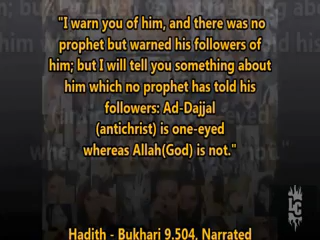 "I warn you of him, and there was no
prophet but warned his followers of
him; but I will tell you something about
him which no prophet has told his
followers: Ad-Dajjal
(antichrist) is one-eyed
whereas Allah(God) is not."
Hadith - Bukhari 9.504, Narrated